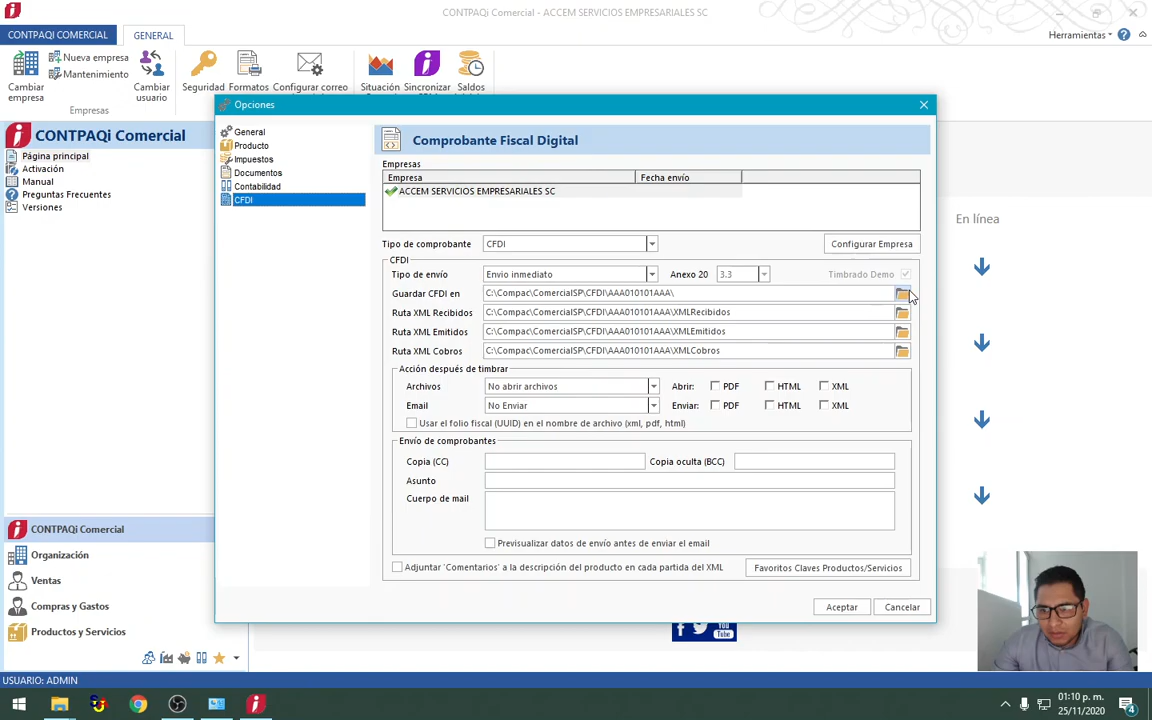 CONTPAQi Comercial - ACCEM SERVICIOS EMPRESARIALES SC
CONTPAQI COMERCIAL
GENERAL
Herramientas
Cambiar empresa
Nueva empresa
Mantenimiento
Cambiar usuario
Empresas
Seguridad
Formatos
Configurar correo
Situación
Sincronizar
Saldos
CONTPAQi Comercial
Página principal
Activación
Manual
Preguntas Frecuentes
Versiones
En línea
Opciones
General
Producto
Impuestos
Documentos
Contabilidad
CFDI
Comprobante Fiscal Digital
Empresas
Empresa Fecha envío
ACCEM SERVICIOS EMPRESARIALES SC
Tipo de comprobante CFDI Configurar Empresa
CFDI
Tipo de envío Envio inmediato Anexo 20 3.3 Timbrado Demo
Guardar CFDI en C:\Compac\ComercialSP\CFDI\AAA010101AAA\
Ruta XML Recibidos C:\Compac\ComercialSP\CFDI\AAA010101AAA\XMLRecibidos
Ruta XML Emitidos C:\Compac\ComercialSP\CFDI\AAA010101AAA\XMLEmitidos
Ruta XML Cobros C:\Compac\ComercialSP\CFDI\AAA010101AAA\XMLCobros
Acción después de timbrar
Archivos No abrir archivos Abrir: PDF HTML XML
Email No Enviar Enviar: PDF HTML XML
Usar el folio fiscal (UUID) en el nombre de archivo (xml, pdf, html)
Envío de comprobantes
Copia (CC) Copia oculta (BCC)
Asunto
Cuerpo de mail
Previsualizar datos de envío antes de enviar el email
Adjuntar 'Comentarios' a la descripción del producto en cada partida del XML
Favoritos Claves Productos/Servicios
Aceptar Cancelar
CONTPAQi Comercial
Organización
Ventas
Compras y Gastos
Productos y Servicios
You Tube
USUARIO: ADMIN
01:10 p. m.
25/11/2020
4